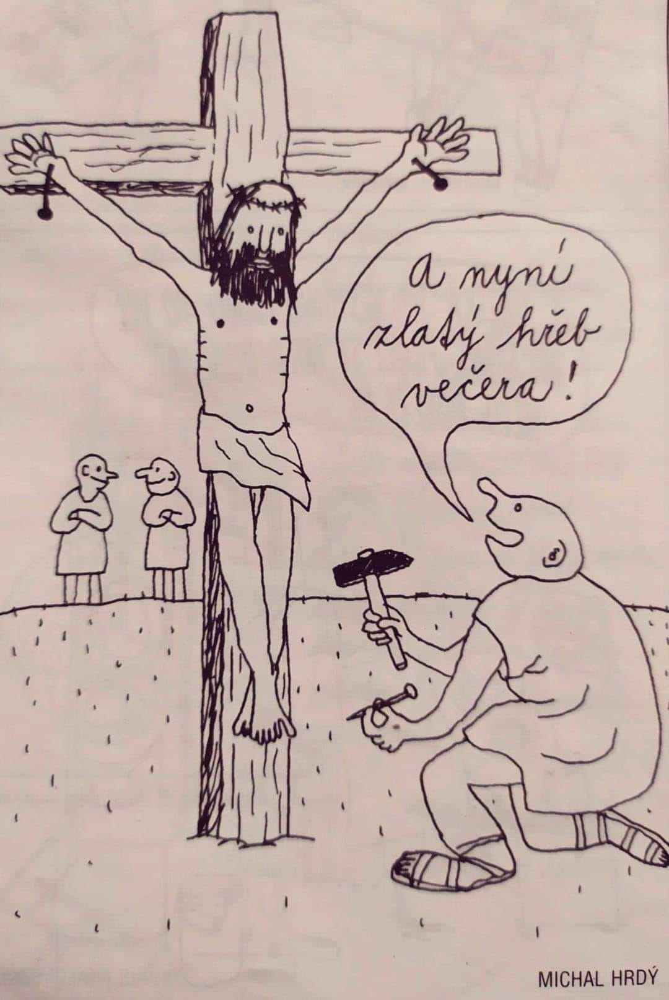 a nyní
zlatý hřeb
večera!
MICHAL HRDÝ